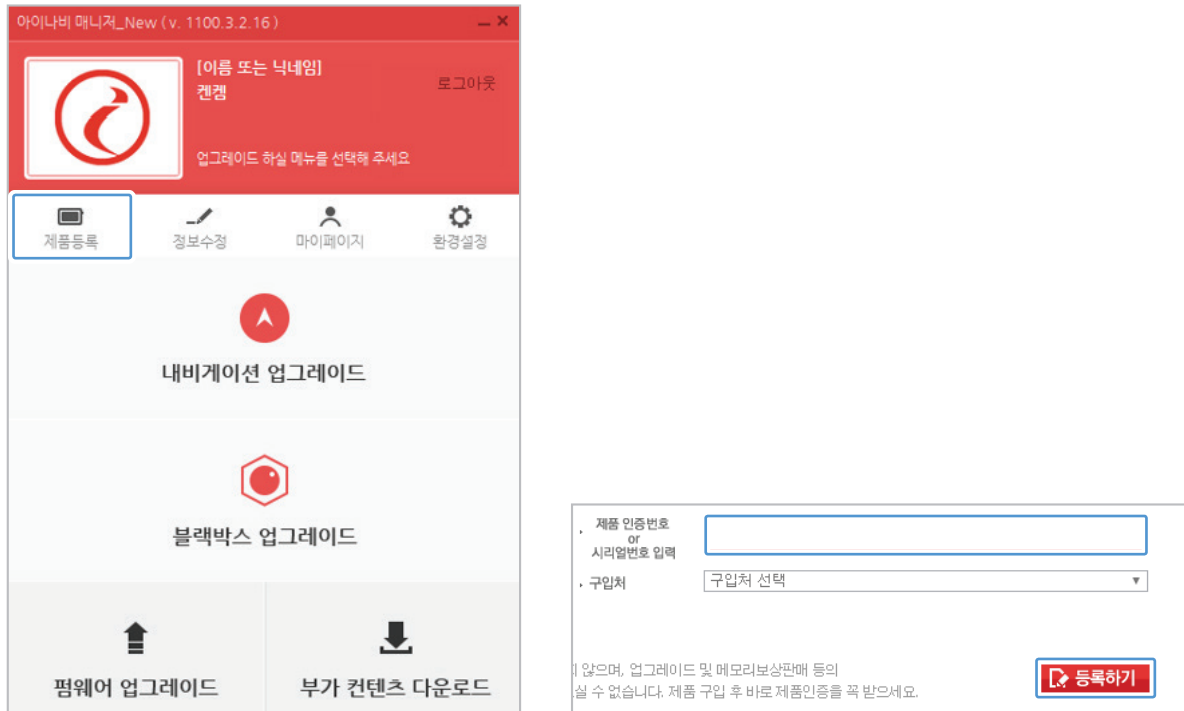 아이나비 매니저_New ( v. 1100.3.2.16 )
[이름 또는 닉네임]
켄켐
로그아웃
업그레이드 하실 메뉴를 선택해 주세요
제품등록
정보수정
마이페이지
환경설정
내비게이션 업그레이드
블랙박스 업그레이드
펌웨어 업그레이드
부가 컨텐츠 다운로드
제품 인증번호
or
시리얼번호 입력
구입처
구입처 선택
않으며, 업그레이드 및 메모리보상판매 등의
실 수 없습니다. 제품 구입 후 바로 제품인증을 꼭 받으세요.
등록하기